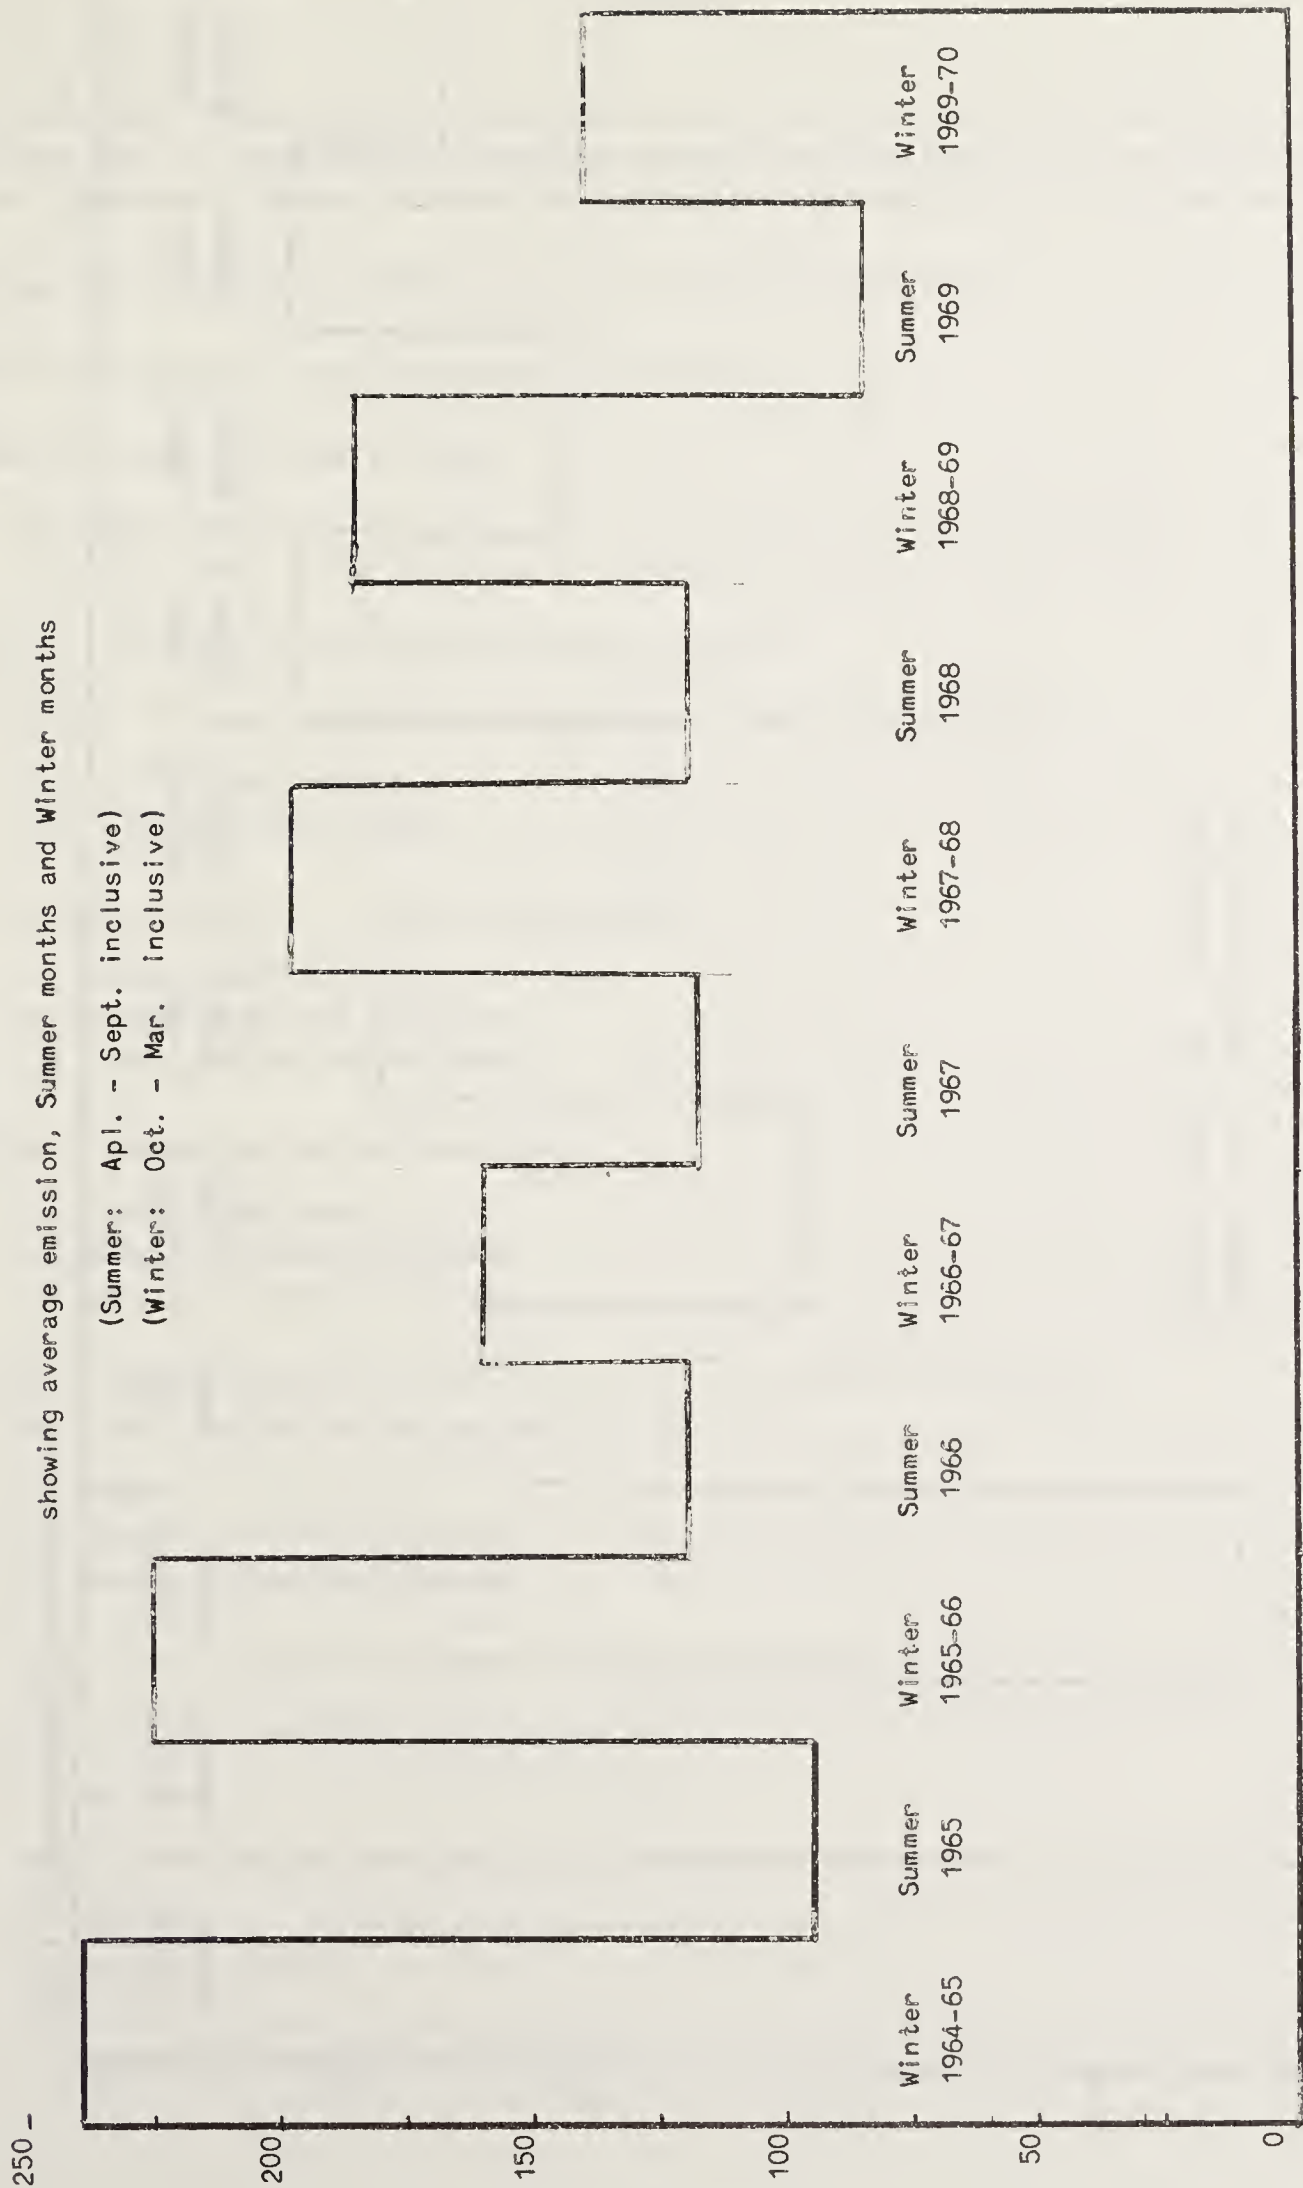 showing average emission, Summer months and Winter months
(Summer: Apl. - Sept. inclusive)
(Winter: Oct. - Mar. inclusive)
250-
200
150
100
50
0
Winter
1964-65
Summer
1965
Winter
1965-66
Summer
1966
Winter
1966-67
Summer
1967
Winter
1967-68
Summer
1968
Winter
1968-69
Summer
1969
Winter
1969-70